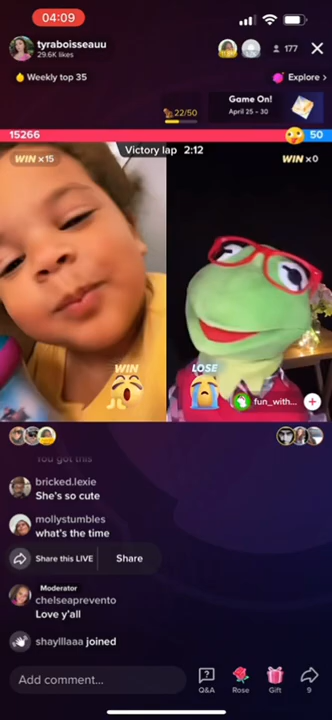 04:09
tyraboisseauu
29.6K likes
177
Weekly top 35
Explore >
22/50
Game On!
April 25 - 30
15266
50
WIN x15
Victory lap 2:12
WIN x0
WIN
LOSE
fun_with...
You got this
bricked.lexie
She's so cute
mollystumbles
what's the time
Share this LIVE
Share
Moderator
chelseaprevento
Love y'all
shaylllaaa joined
Add comment...
Q&A
Rose
Gift
9